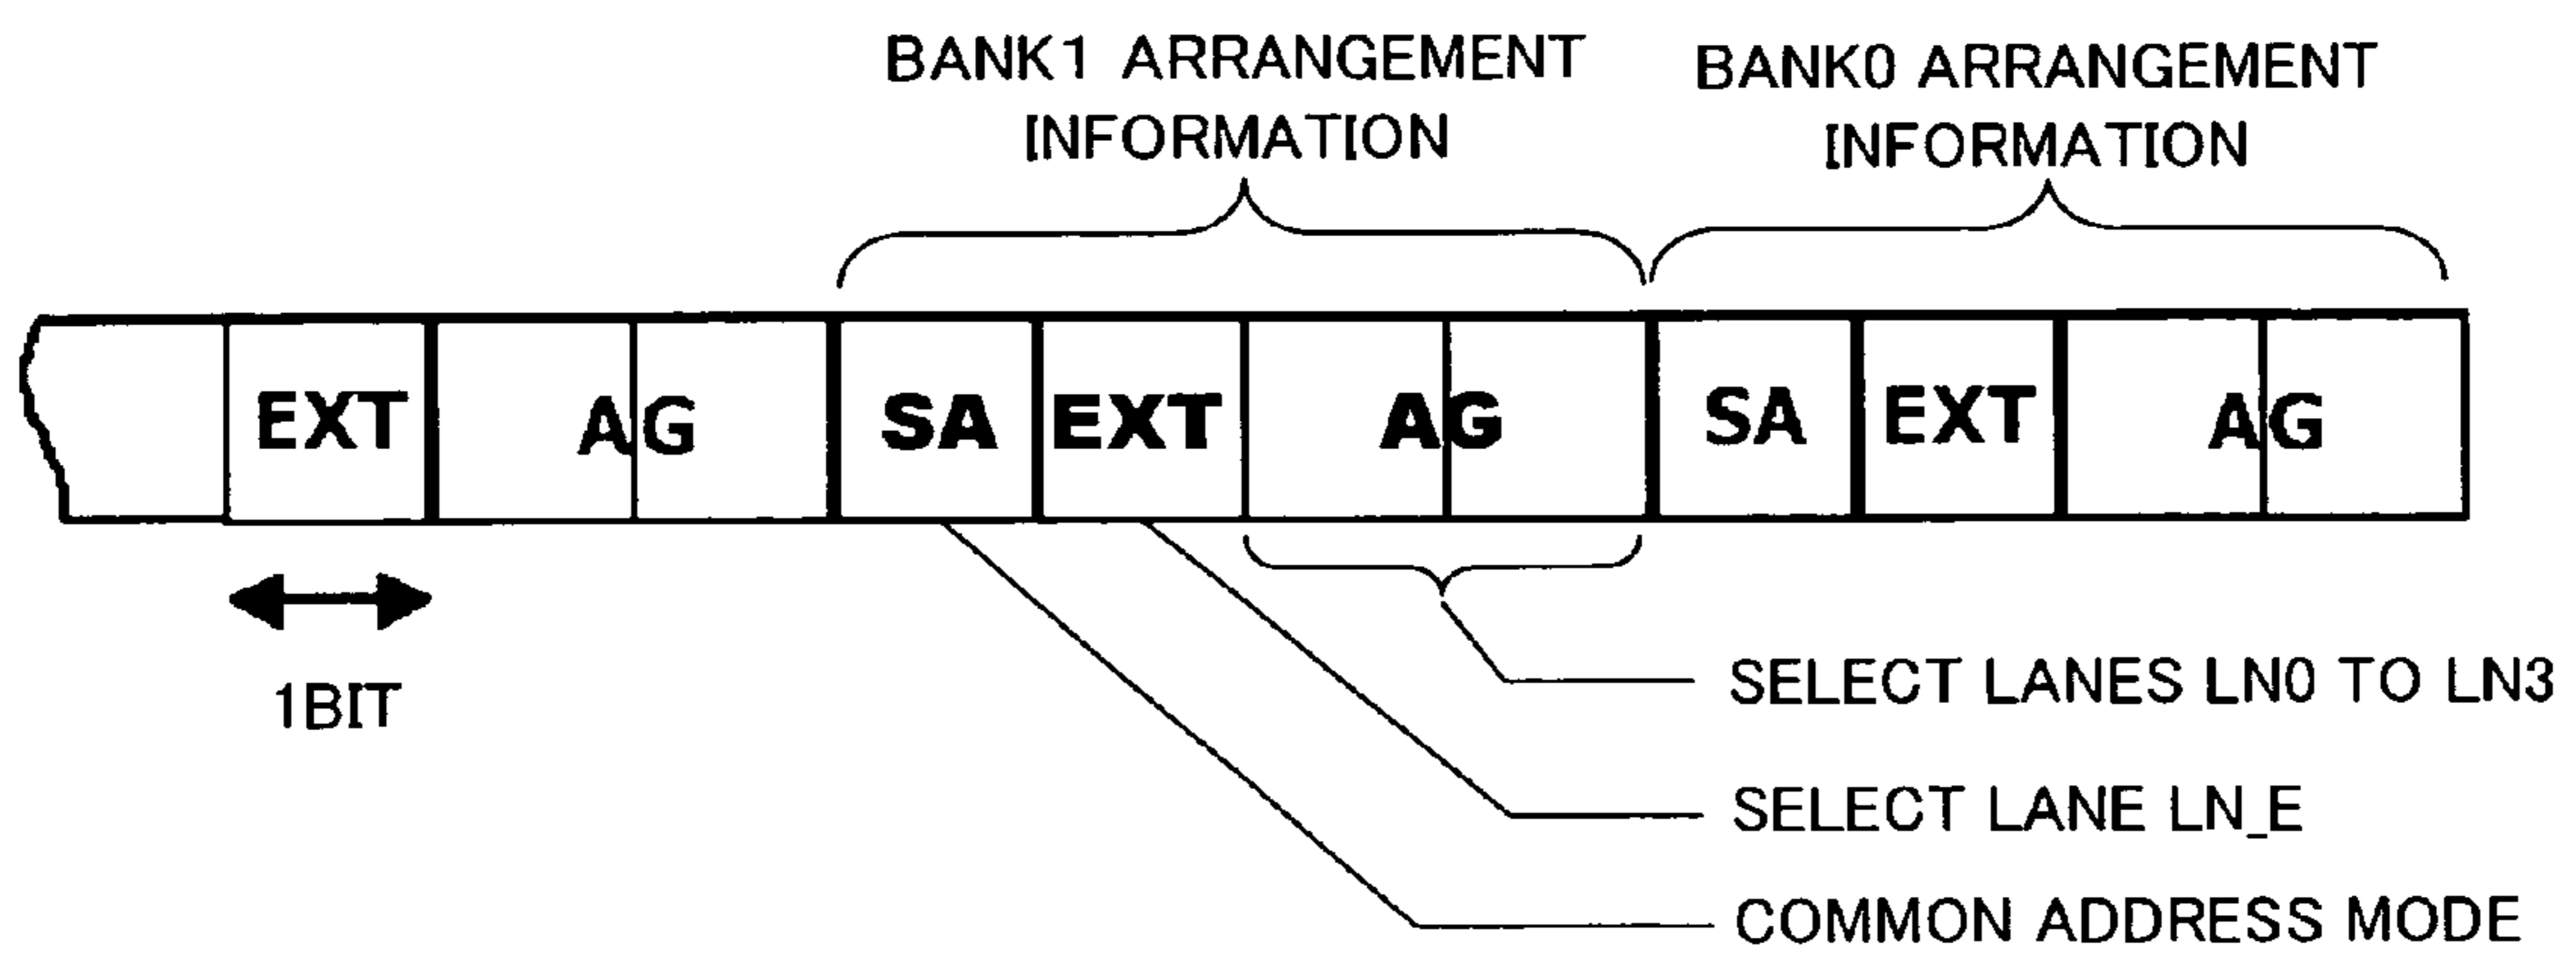 BANK1 ARRANGEMENT
INFORMATION
BANK0 ARRANGEMENT
INFORMATION
EXT AG SA EXT AG SA EXT AG
1BIT
SELECT LANES LN0 TO LN3
SELECT LANE LN_E
COMMON ADDRESS MODE